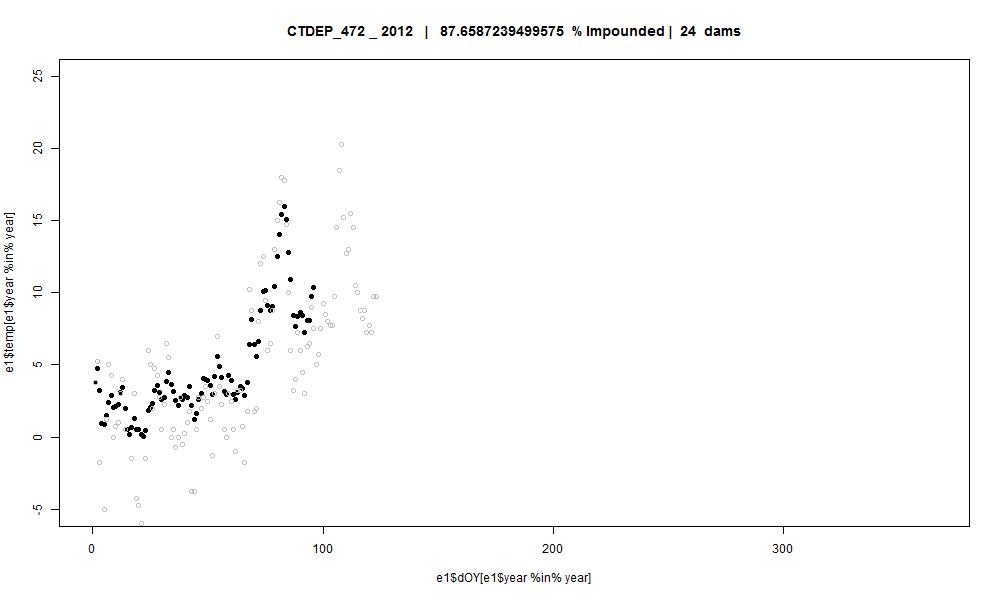 CTDEP_472 _ 2012 | 87.6587239499575 % Impounded | 24 dams
25
20
15
10
5
0
-5
e1$temp[e1$year %in% year]
0 100 200 300
e1$dOY[e1$year %in% year]